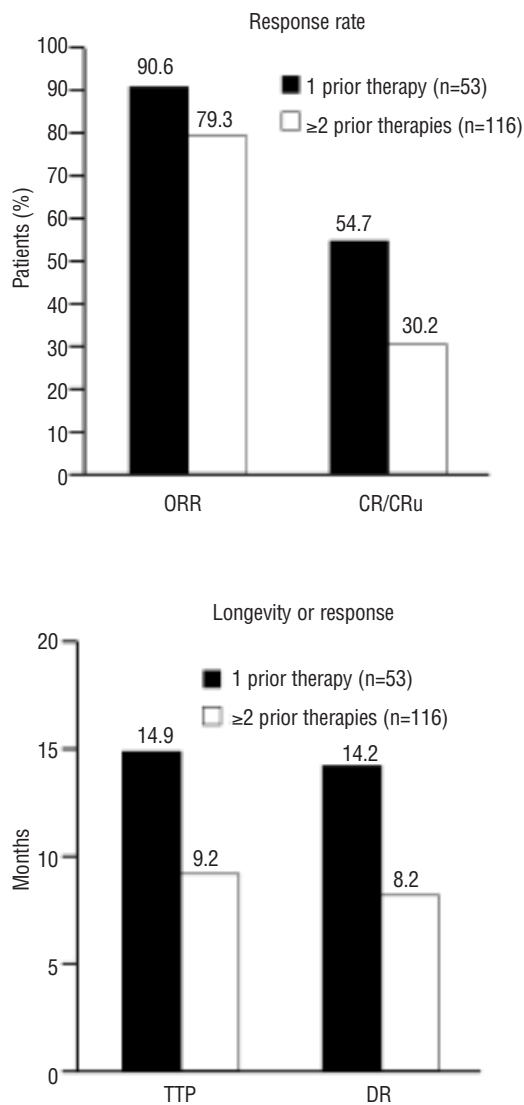 Response rate
100
90
80
70
60
50
40
30
20
10
0
Patients (%)
90.6
79.3
54.7
30.2
1 prior therapy (n=53)
≥2 prior therapies (n=116)
ORR
CR/CRu
Longevity or response
20
15
10
5
0
Months
1 prior therapy (n=53)
≥2 prior therapies (n=116)
14.9
9.2
14.2
8.2
TTP
DR